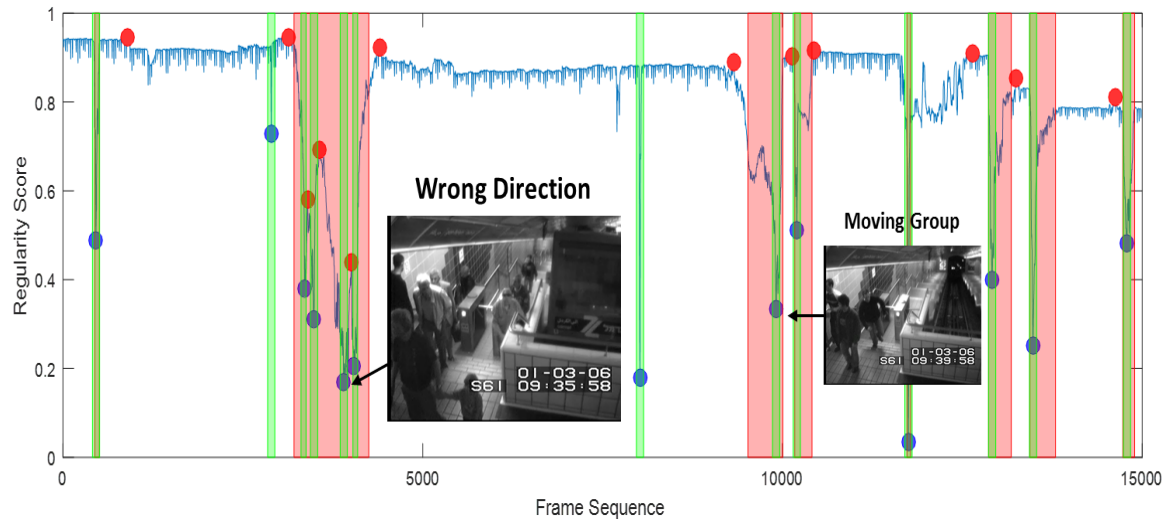 1
0.8
0.6
0.4
0.2
0
Regularity Score
Wrong Direction
01-03-06
S61 09:35:58
Moving Group
01-03-06
S61 09:39:58
0
5000
10000
15000
Frame Sequence